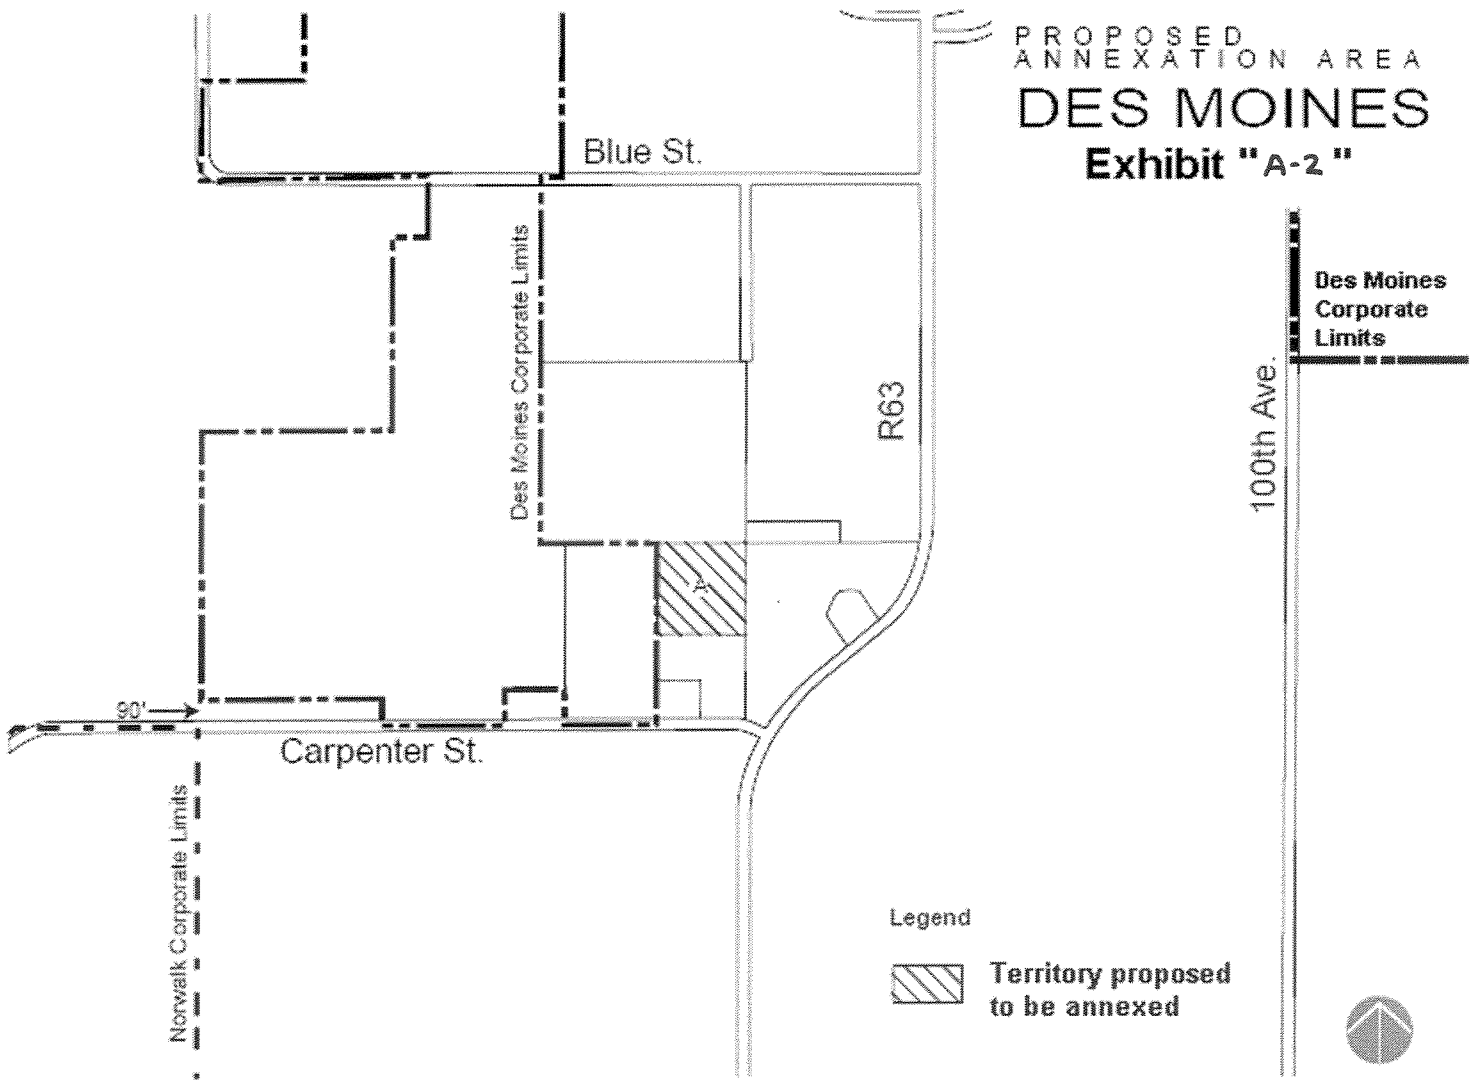 PROPOSED
ANNEXATION AREA
DES MOINES
Exhibit "A-2"
Blue St.
Des Moines Corporate Limits
Des Moines
Corporate
Limits
R63
100th Ave.
A
90'
Carpenter St.
Norwalk Corporate Limits
Legend
Territory proposed
to be annexed